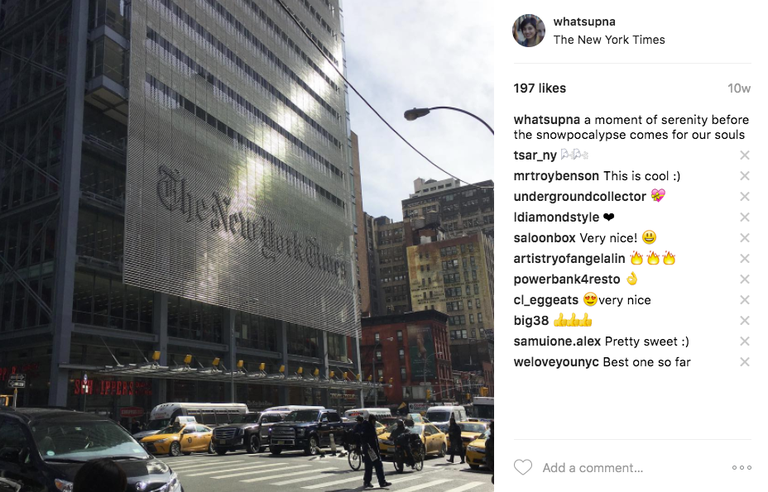 The New York Times
whatsupna
The New York Times
197 likes 10w
whatsupna a moment of serenity before
the snowpocalypse comes for our souls
tsar_ny 🌬🌬
mrtroybenson This is cool :)
undergroundcollector 💝
ldiamondstyle ❤
saloonbox Very nice! 😃
artistryofangelalin 🔥🔥🔥
powerbank4resto 👌
cl_eggeats 😍very nice
big38 👍👍👍
samuione.alex Pretty sweet :)
weloveyounyc Best one so far
Add a comment...